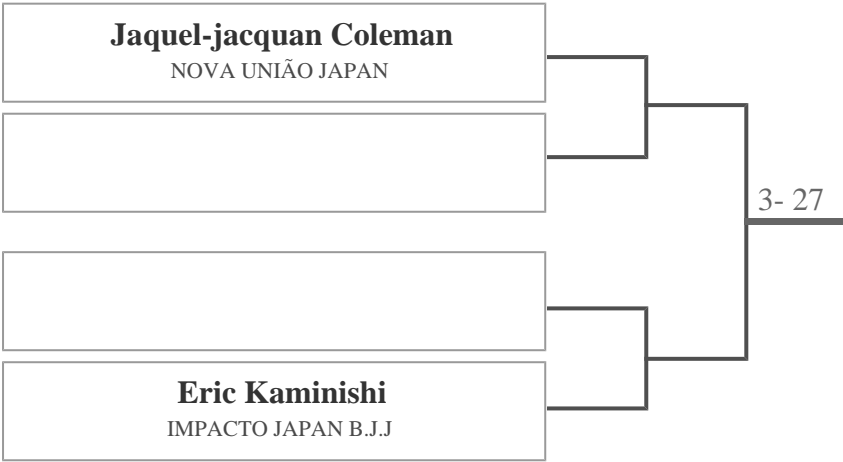 Jaquel-jacquan Coleman
NOVA UNIÃO JAPAN
3- 27
Eric Kaminishi
IMPACTO JAPAN B.J.J